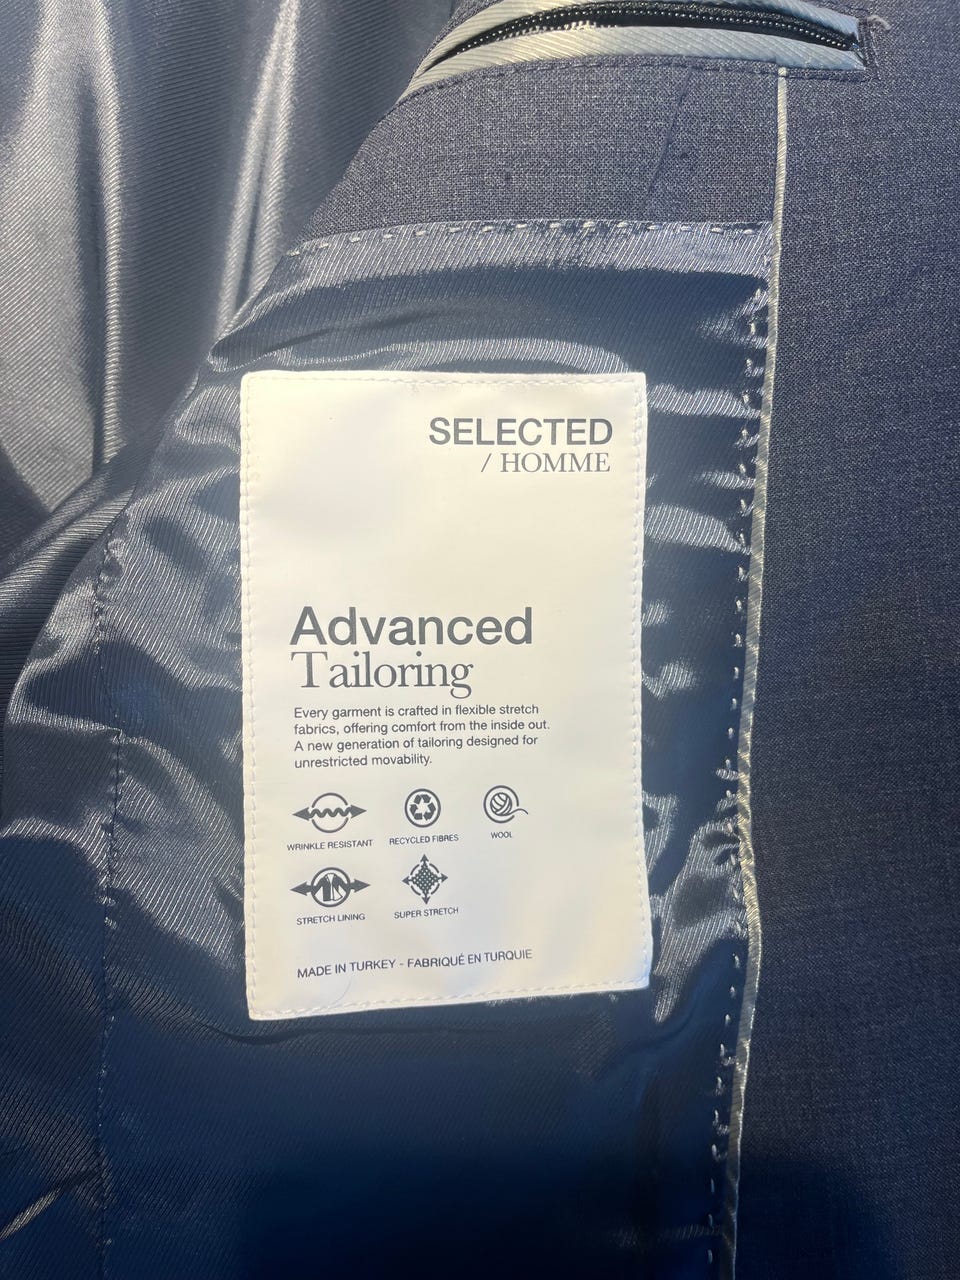 SELECTED
/ HOMME
Advanced
Tailoring
Every garment is crafted in flexible stretch
fabrics, offering comfort from the inside out.
A new generation of tailoring designed for
unrestricted movability.
WRINKLE RESISTANT RECYCLED FIBRES WOOL
STRETCH LINING SUPER STRETCH
MADE IN TURKEY - FABRIQUÉ EN TURQUIE